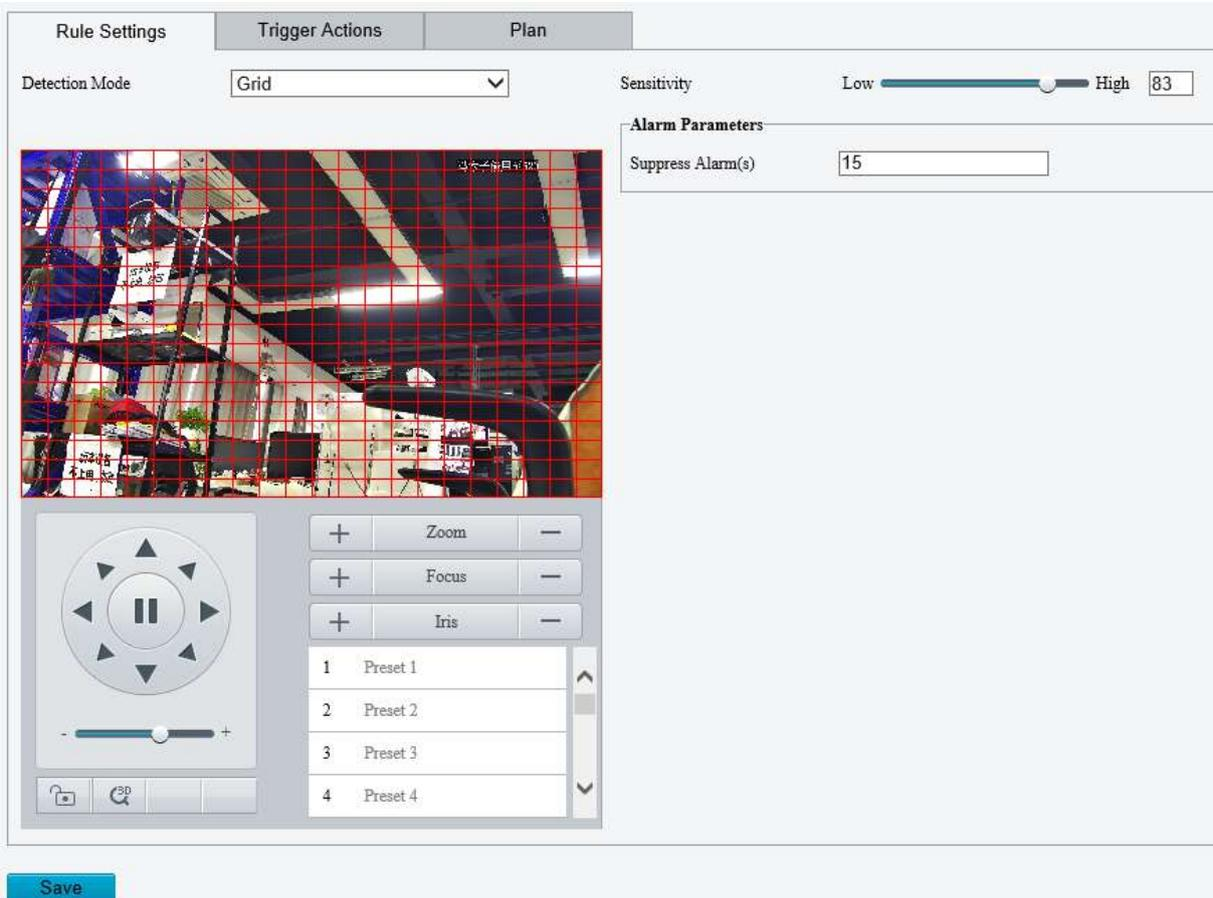 Rule Settings
Trigger Actions
Plan
Detection Mode
Grid
Sensitivity
Low
High
83
Alarm Parameters
Suppress Alarm(s)
15
+ Zoom −
+ Focus −
+ Iris −
1 Preset 1
2 Preset 2
3 Preset 3
4 Preset 4
- +
3D
Save